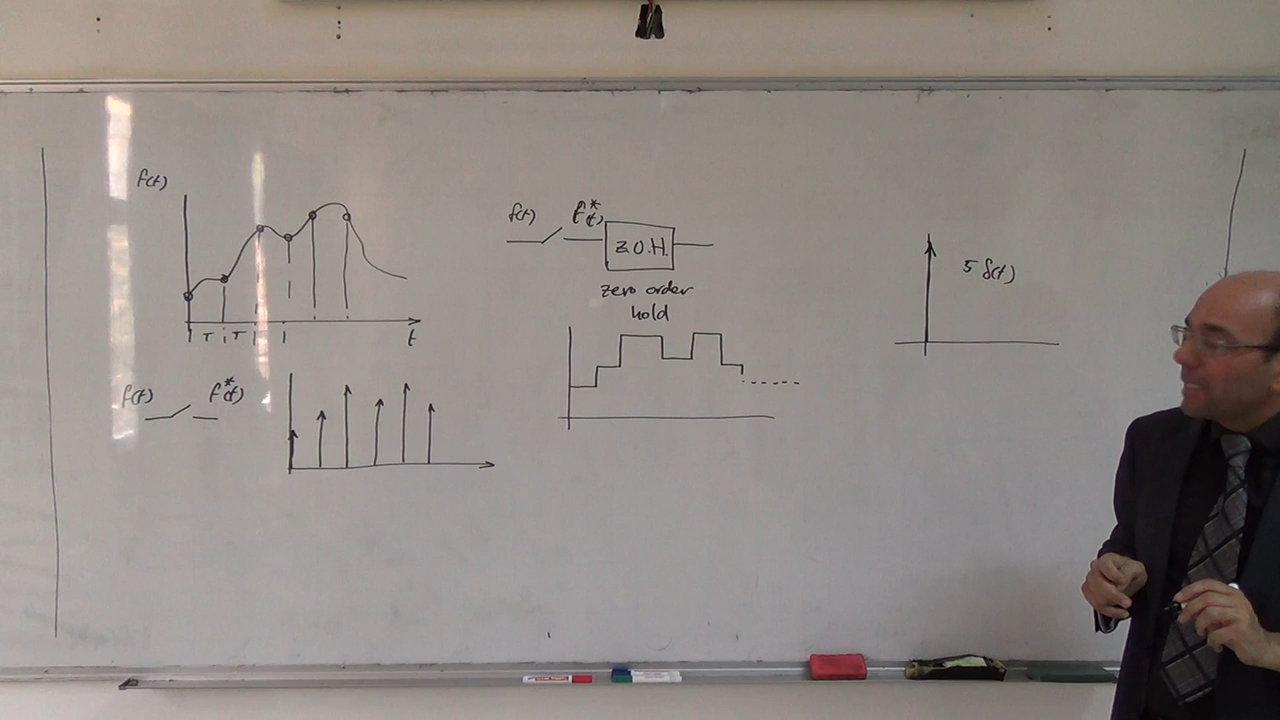 f(t)
T T
t
f(t) f*(t)
f(t) f*(t)
Z.O.H.
zero order
hold
5 δ(t)